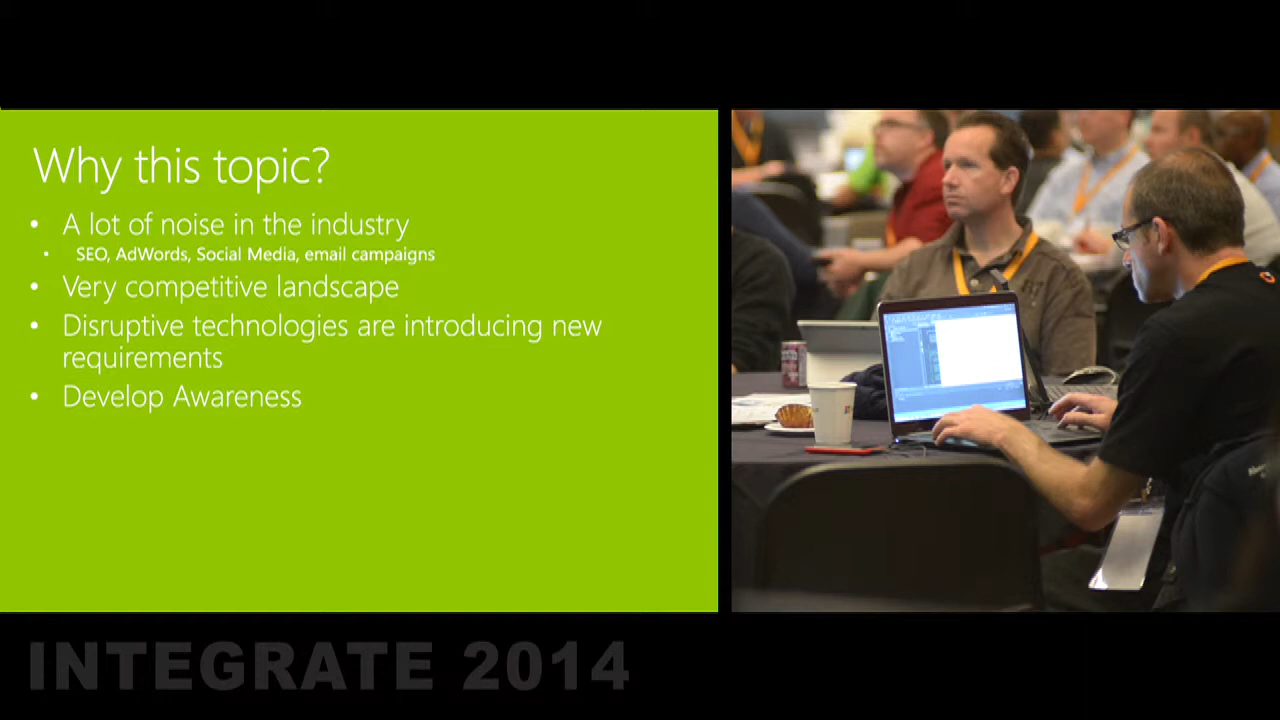 Why this topic?
• A lot of noise in the industry
• SEO, AdWords, Social Media, email campaigns
• Very competitive landscape
• Disruptive technologies are introducing new
requirements
• Develop Awareness
INTEGRATE 2014